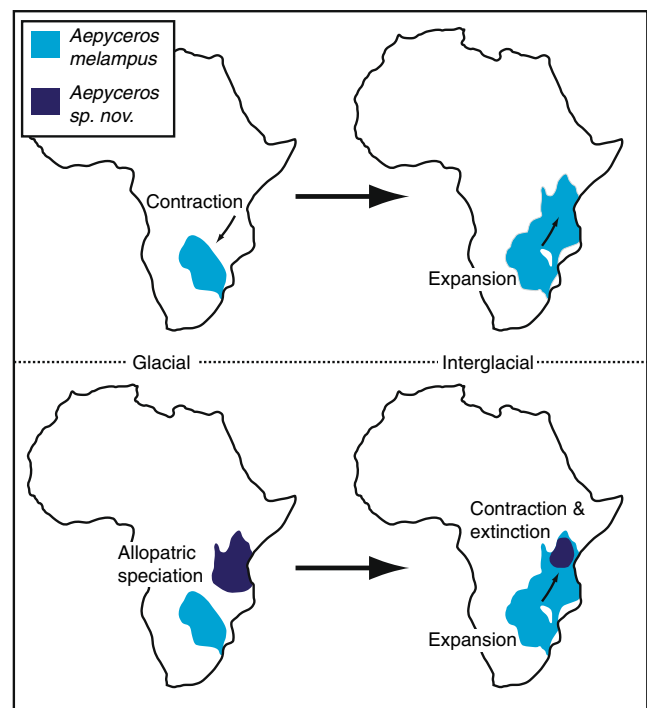 Aepyceros
melampus
Aepyceros
sp. nov.
Contraction
Expansion
Glacial
Interglacial
Allopatric
speciation
Contraction &
extinction
Expansion